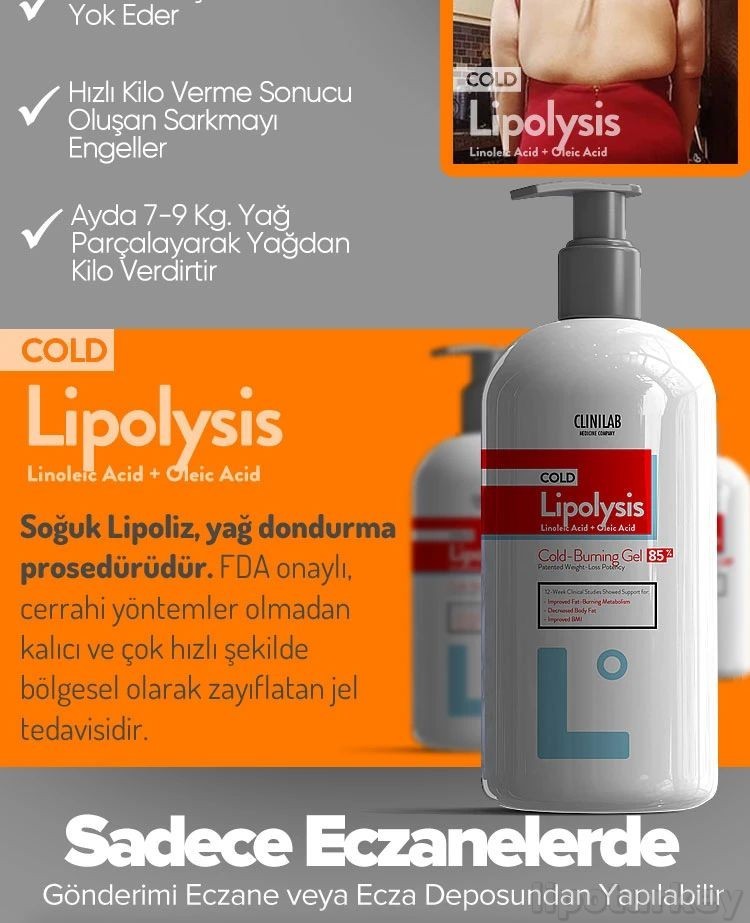 Yok Eder
Hızlı Kilo Verme Sonucu
Oluşan Sarkmayı
Engeller
Ayda 7-9 Kg. Yağ
Parçalayarak Yağdan
Kilo Verdirtir
COLD
Lipolysis
Linoleic Acid + Oleic Acid
COLD
Lipolysis
Linoleic Acid + Oleic Acid
Soğuk Lipoliz, yağ dondurma
prosedürüdür. FDA onaylı,
cerrahi yöntemler olmadan
kalıcı ve çok hızlı şekilde
bölgesel olarak zayıflatan jel
tedavisidir.
CLINILAB
MEDICINE COMPANY
COLD
Lipolysis
Linoleic Acid + Oleic Acid
Cold-Burning Gel 85%
Patented Weight-Loss Potency
12-Week Clinical Studies Showed Support for:
- Improved Fat-Burning Metabolism
- Decreased Body Fat
- Improved BMI
L°
Sadece Eczanelerde
Gönderimi Eczane veya Ecza Deposundan Yapılabilir
lipoturkey